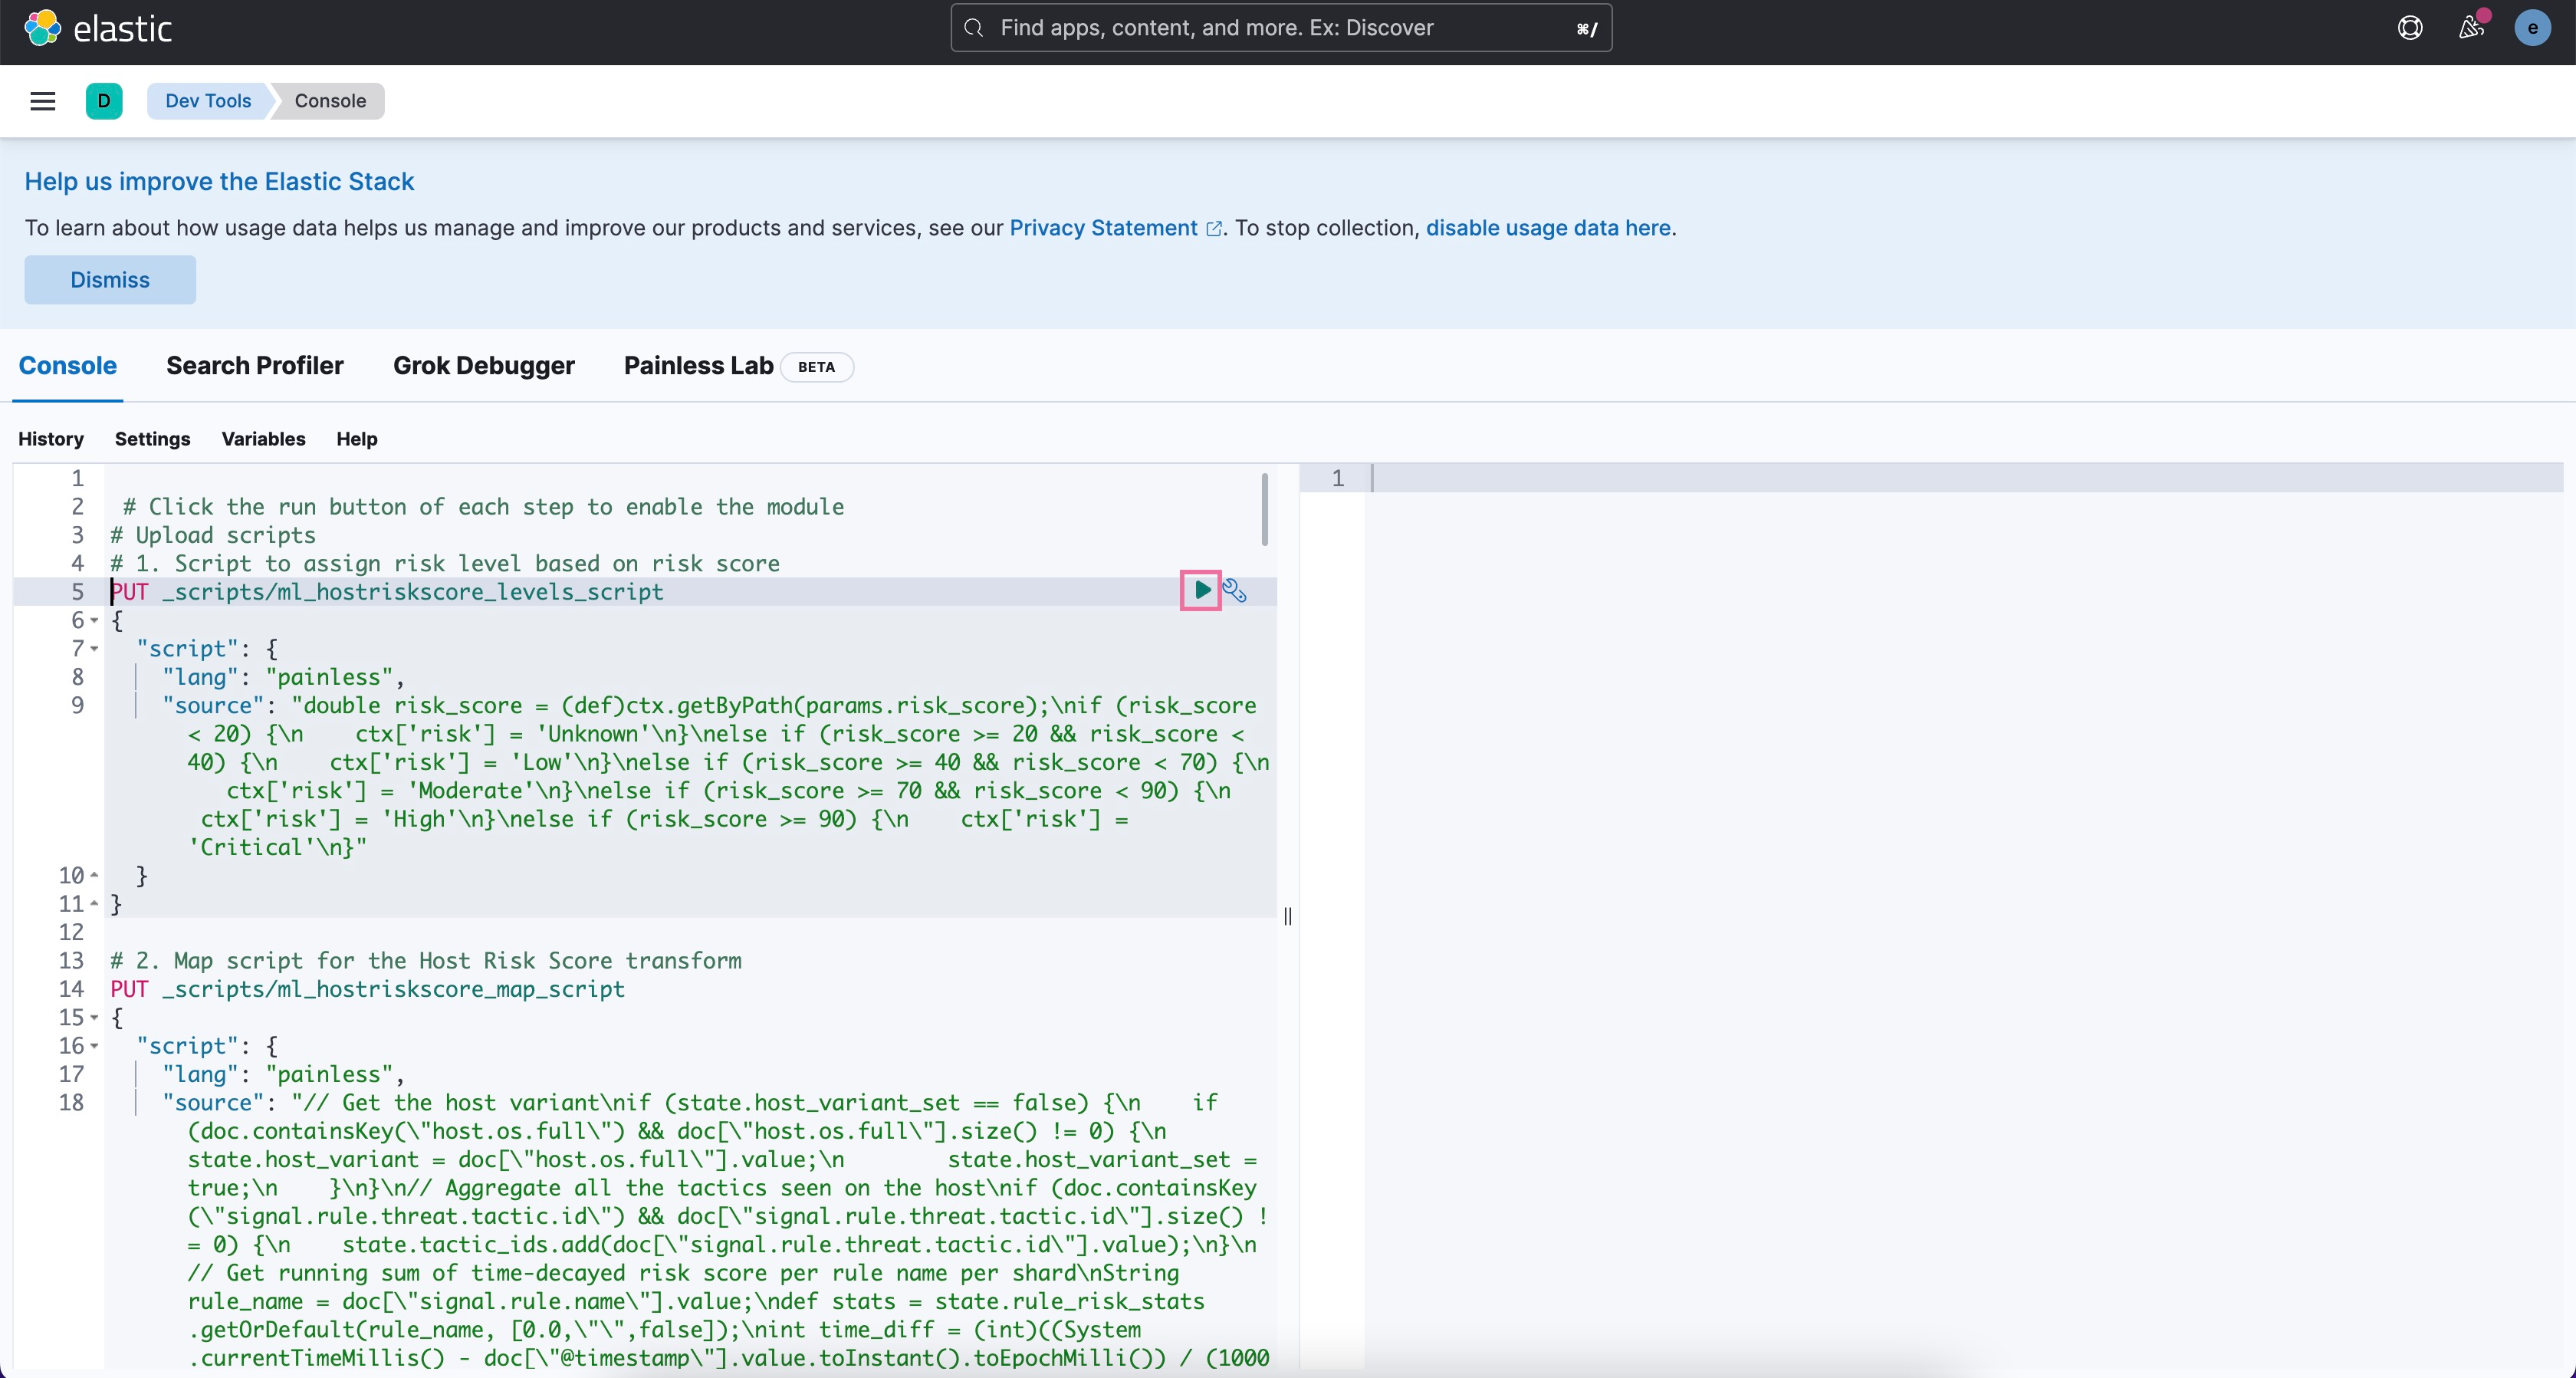 elastic
Find apps, content, and more. Ex: Discover
⌘/
e
D
Dev Tools
Console
Help us improve the Elastic Stack
To learn about how usage data helps us manage and improve our products and services, see our Privacy Statement. To stop collection, disable usage data here.
Dismiss
Console
Search Profiler
Grok Debugger
Painless Lab
BETA
History
Settings
Variables
Help
1
2 # Click the run button of each step to enable the module
3 # Upload scripts
4 # 1. Script to assign risk level based on risk score
5 PUT _scripts/ml_hostriskscore_levels_script
6 {
7 "script": {
8 "lang": "painless",
9 "source": "double risk_score = (def)ctx.getByPath(params.risk_score);\nif (risk_score
< 20) {\n    ctx['risk'] = 'Unknown'\n}\nelse if (risk_score >= 20 && risk_score <
40) {\n    ctx['risk'] = 'Low'\n}\nelse if (risk_score >= 40 && risk_score < 70) {\n
ctx['risk'] = 'Moderate'\n}\nelse if (risk_score >= 70 && risk_score < 90) {\n
ctx['risk'] = 'High'\n}\nelse if (risk_score >= 90) {\n    ctx['risk'] =
'Critical'\n}"
10 }
11 }
12
13 # 2. Map script for the Host Risk Score transform
14 PUT _scripts/ml_hostriskscore_map_script
15 {
16 "script": {
17 "lang": "painless",
18 "source": "// Get the host variant\nif (state.host_variant_set == false) {\n    if
(doc.containsKey(\"host.os.full\") && doc[\"host.os.full\"].size() != 0) {\n
state.host_variant = doc[\"host.os.full\"].value;\n        state.host_variant_set =
true;\n    }\n}\n// Aggregate all the tactics seen on the host\nif (doc.containsKey
(\"signal.rule.threat.tactic.id\") && doc[\"signal.rule.threat.tactic.id\"].size() !
= 0) {\n    state.tactic_ids.add(doc[\"signal.rule.threat.tactic.id\"].value);\n}\n
// Get running sum of time-decayed risk score per rule name per shard\nString
rule_name = doc[\"signal.rule.name\"].value;\ndef stats = state.rule_risk_stats
.getOrDefault(rule_name, [0.0,\"\",false]);\nint time_diff = (int)((System
.currentTimeMillis() - doc[\"@timestamp\"].value.toInstant().toEpochMilli()) / (1000
1